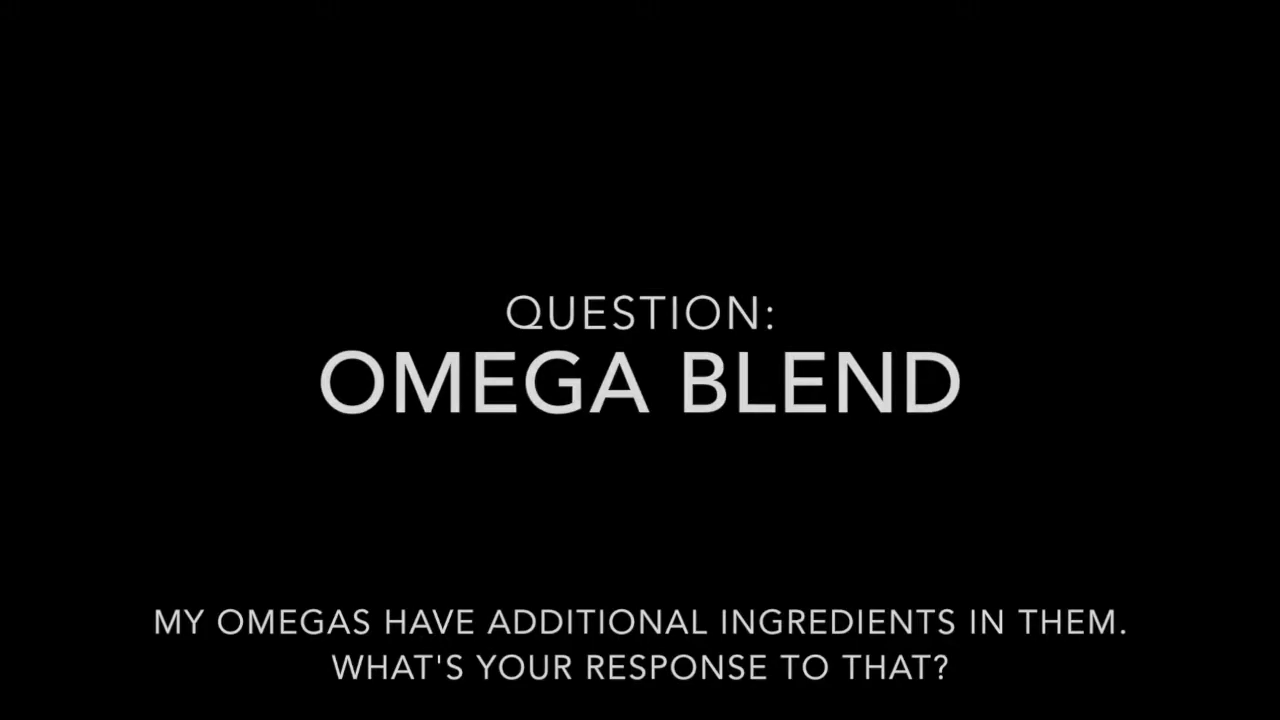 QUESTION:
OMEGA BLEND
MY OMEGAS HAVE ADDITIONAL INGREDIENTS IN THEM.
WHAT'S YOUR RESPONSE TO THAT?